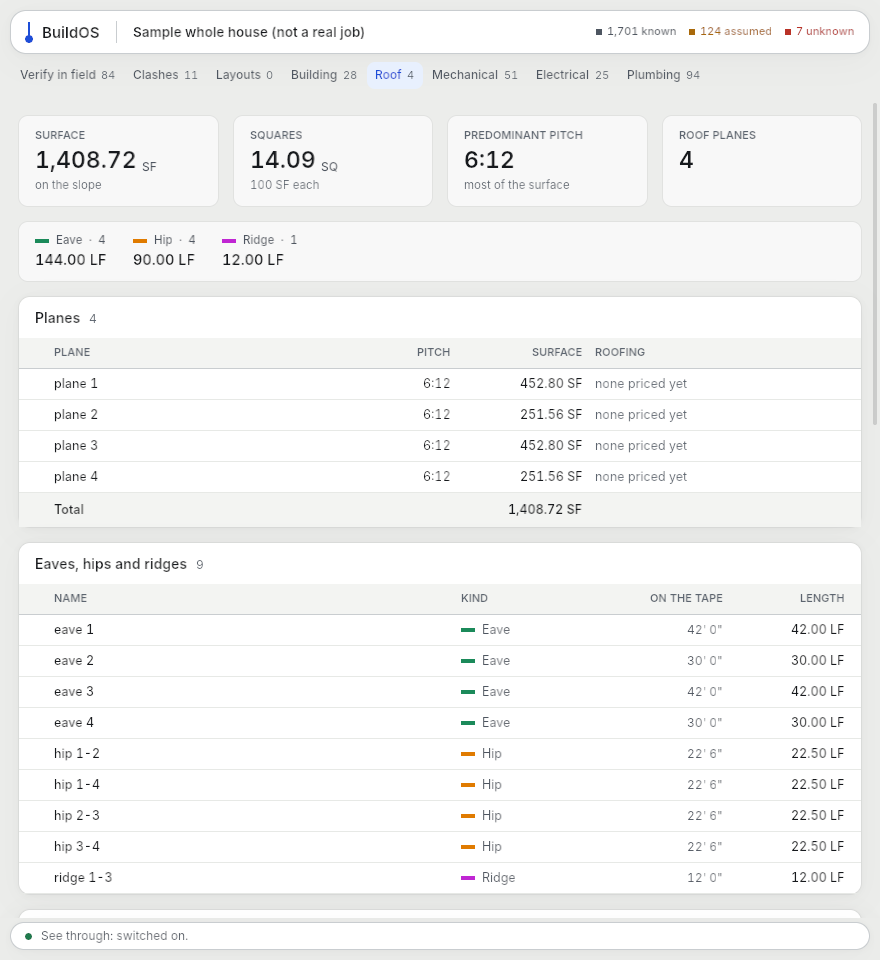 BuildOS Sample whole house (not a real job) 1,701 known 124 assumed 7 unknown
Verify in field 84 Clashes 11 Layouts 0 Building 28 Roof 4 Mechanical 51 Electrical 25 Plumbing 94
SURFACE
1,408.72 SF
on the slope
SQUARES
14.09 SQ
100 SF each
PREDOMINANT PITCH
6:12
most of the surface
ROOF PLANES
4
Eave · 4 Hip · 4 Ridge · 1
144.00 LF 90.00 LF 12.00 LF
Planes 4
PLANE PITCH SURFACE ROOFING
plane 1 6:12 452.80 SF none priced yet
plane 2 6:12 251.56 SF none priced yet
plane 3 6:12 452.80 SF none priced yet
plane 4 6:12 251.56 SF none priced yet
Total 1,408.72 SF
Eaves, hips and ridges 9
NAME KIND ON THE TAPE LENGTH
eave 1 Eave 42' 0" 42.00 LF
eave 2 Eave 30' 0" 30.00 LF
eave 3 Eave 42' 0" 42.00 LF
eave 4 Eave 30' 0" 30.00 LF
hip 1-2 Hip 22' 6" 22.50 LF
hip 1-4 Hip 22' 6" 22.50 LF
hip 2-3 Hip 22' 6" 22.50 LF
hip 3-4 Hip 22' 6" 22.50 LF
ridge 1-3 Ridge 12' 0" 12.00 LF
See through: switched on.